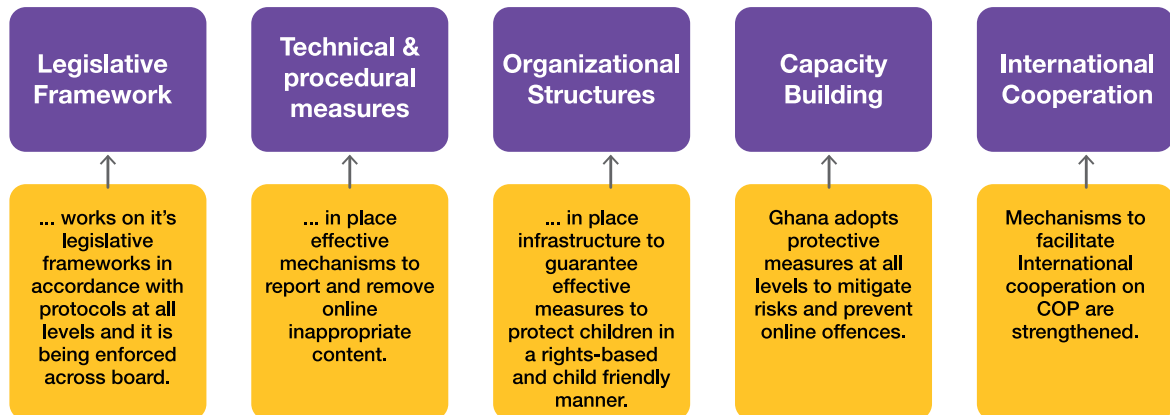 Legislative
Framework
Technical &
procedural
measures
Organizational
Structures
Capacity
Building
International
Cooperation
... works on it's
legislative
frameworks in
accordance with
protocols at all
levels and it is
being enforced
across board.
... in place
effective
mechanisms to
report and remove
online
inappropriate
content.
... in place
infrastructure to
guarantee
effective
measures to
protect children in
a rights-based
and child friendly
manner.
Ghana adopts
protective
measures at all
levels to mitigate
risks and prevent
online offences.
Mechanisms to
facilitate
International
cooperation on
COP are
strengthened.